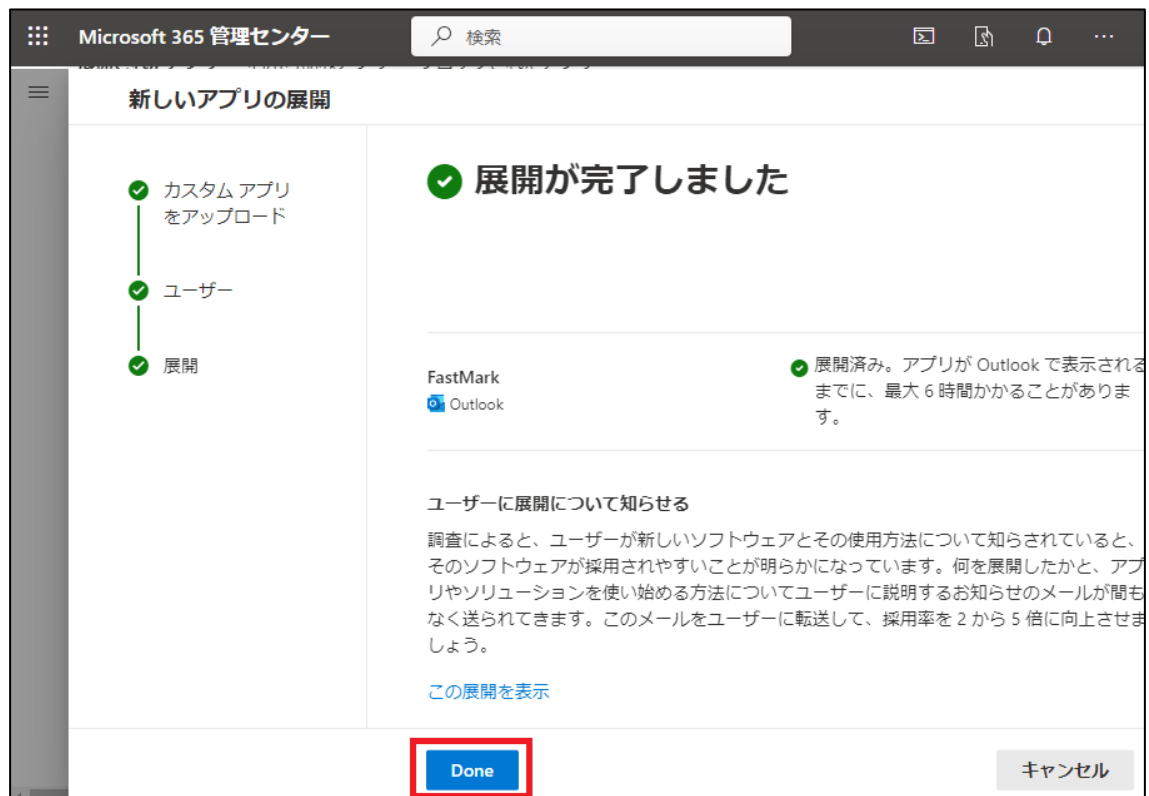 Microsoft 365 管理センター
検索
新しいアプリの展開
カスタム アプリ
をアップロード
ユーザー
展開
展開が完了しました
FastMark
Outlook
展開済み。アプリが Outlook で表示される
までに、最大 6 時間かかることがありま
す。
ユーザーに展開について知らせる
調査によると、ユーザーが新しいソフトウェアとその使用方法について知らされていると、
そのソフトウェアが採用されやすいことが明らかになっています。何を展開したかと、アプ
リやソリューションを使い始める方法についてユーザーに説明するお知らせのメールが間も
なく送られてきます。このメールをユーザーに転送して、採用率を 2 から 5 倍に向上させま
しょう。
この展開を表示
Done
キャンセル